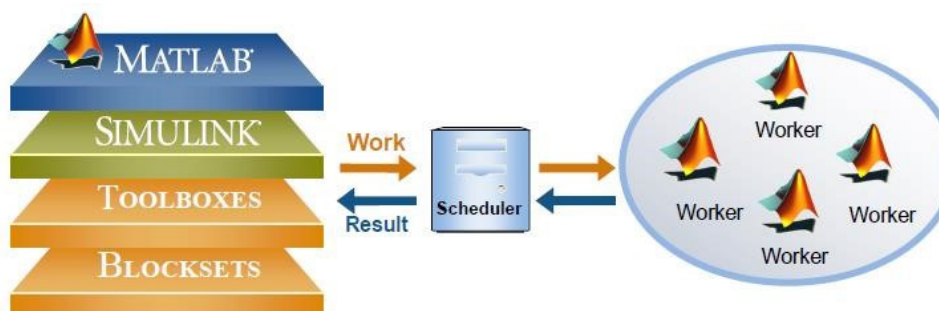 MATLAB®
SIMULINK®
TOOLBOXES
BLOCKSETS
Work
Result
Scheduler
Worker
Worker
Worker
Worker